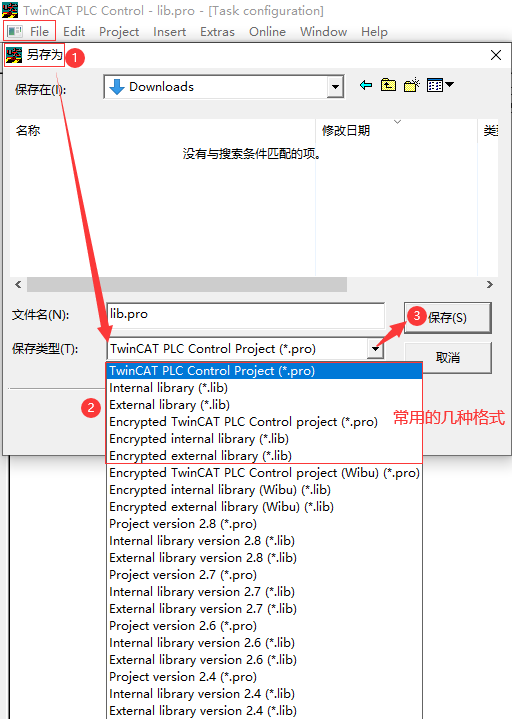 TwinCAT PLC Control - lib.pro - [Task configuration]
File Edit Project Insert Extras Online Window Help
另存为 1
保存在(I): Downloads
名称 修改日期 类型
没有与搜索条件匹配的项。
文件名(N): lib.pro 3 保存(S)
保存类型(T): TwinCAT PLC Control Project (*.pro) 取消
TwinCAT PLC Control Project (*.pro)
Internal library (*.lib)
2 External library (*.lib)
Encrypted TwinCAT PLC Control project (*.pro) 常用的几种格式
Encrypted internal library (*.lib)
Encrypted external library (*.lib)
Encrypted TwinCAT PLC Control project (Wibu) (*.pro)
Encrypted internal library (Wibu) (*.lib)
Encrypted external library (Wibu) (*.lib)
Project version 2.8 (*.pro)
Internal library version 2.8 (*.lib)
External library version 2.8 (*.lib)
Project version 2.7 (*.pro)
Internal library version 2.7 (*.lib)
External library version 2.7 (*.lib)
Project version 2.6 (*.pro)
Internal library version 2.6 (*.lib)
External library version 2.6 (*.lib)
Project version 2.4 (*.pro)
Internal library version 2.4 (*.lib)
External library version 2.4 (*.lib)